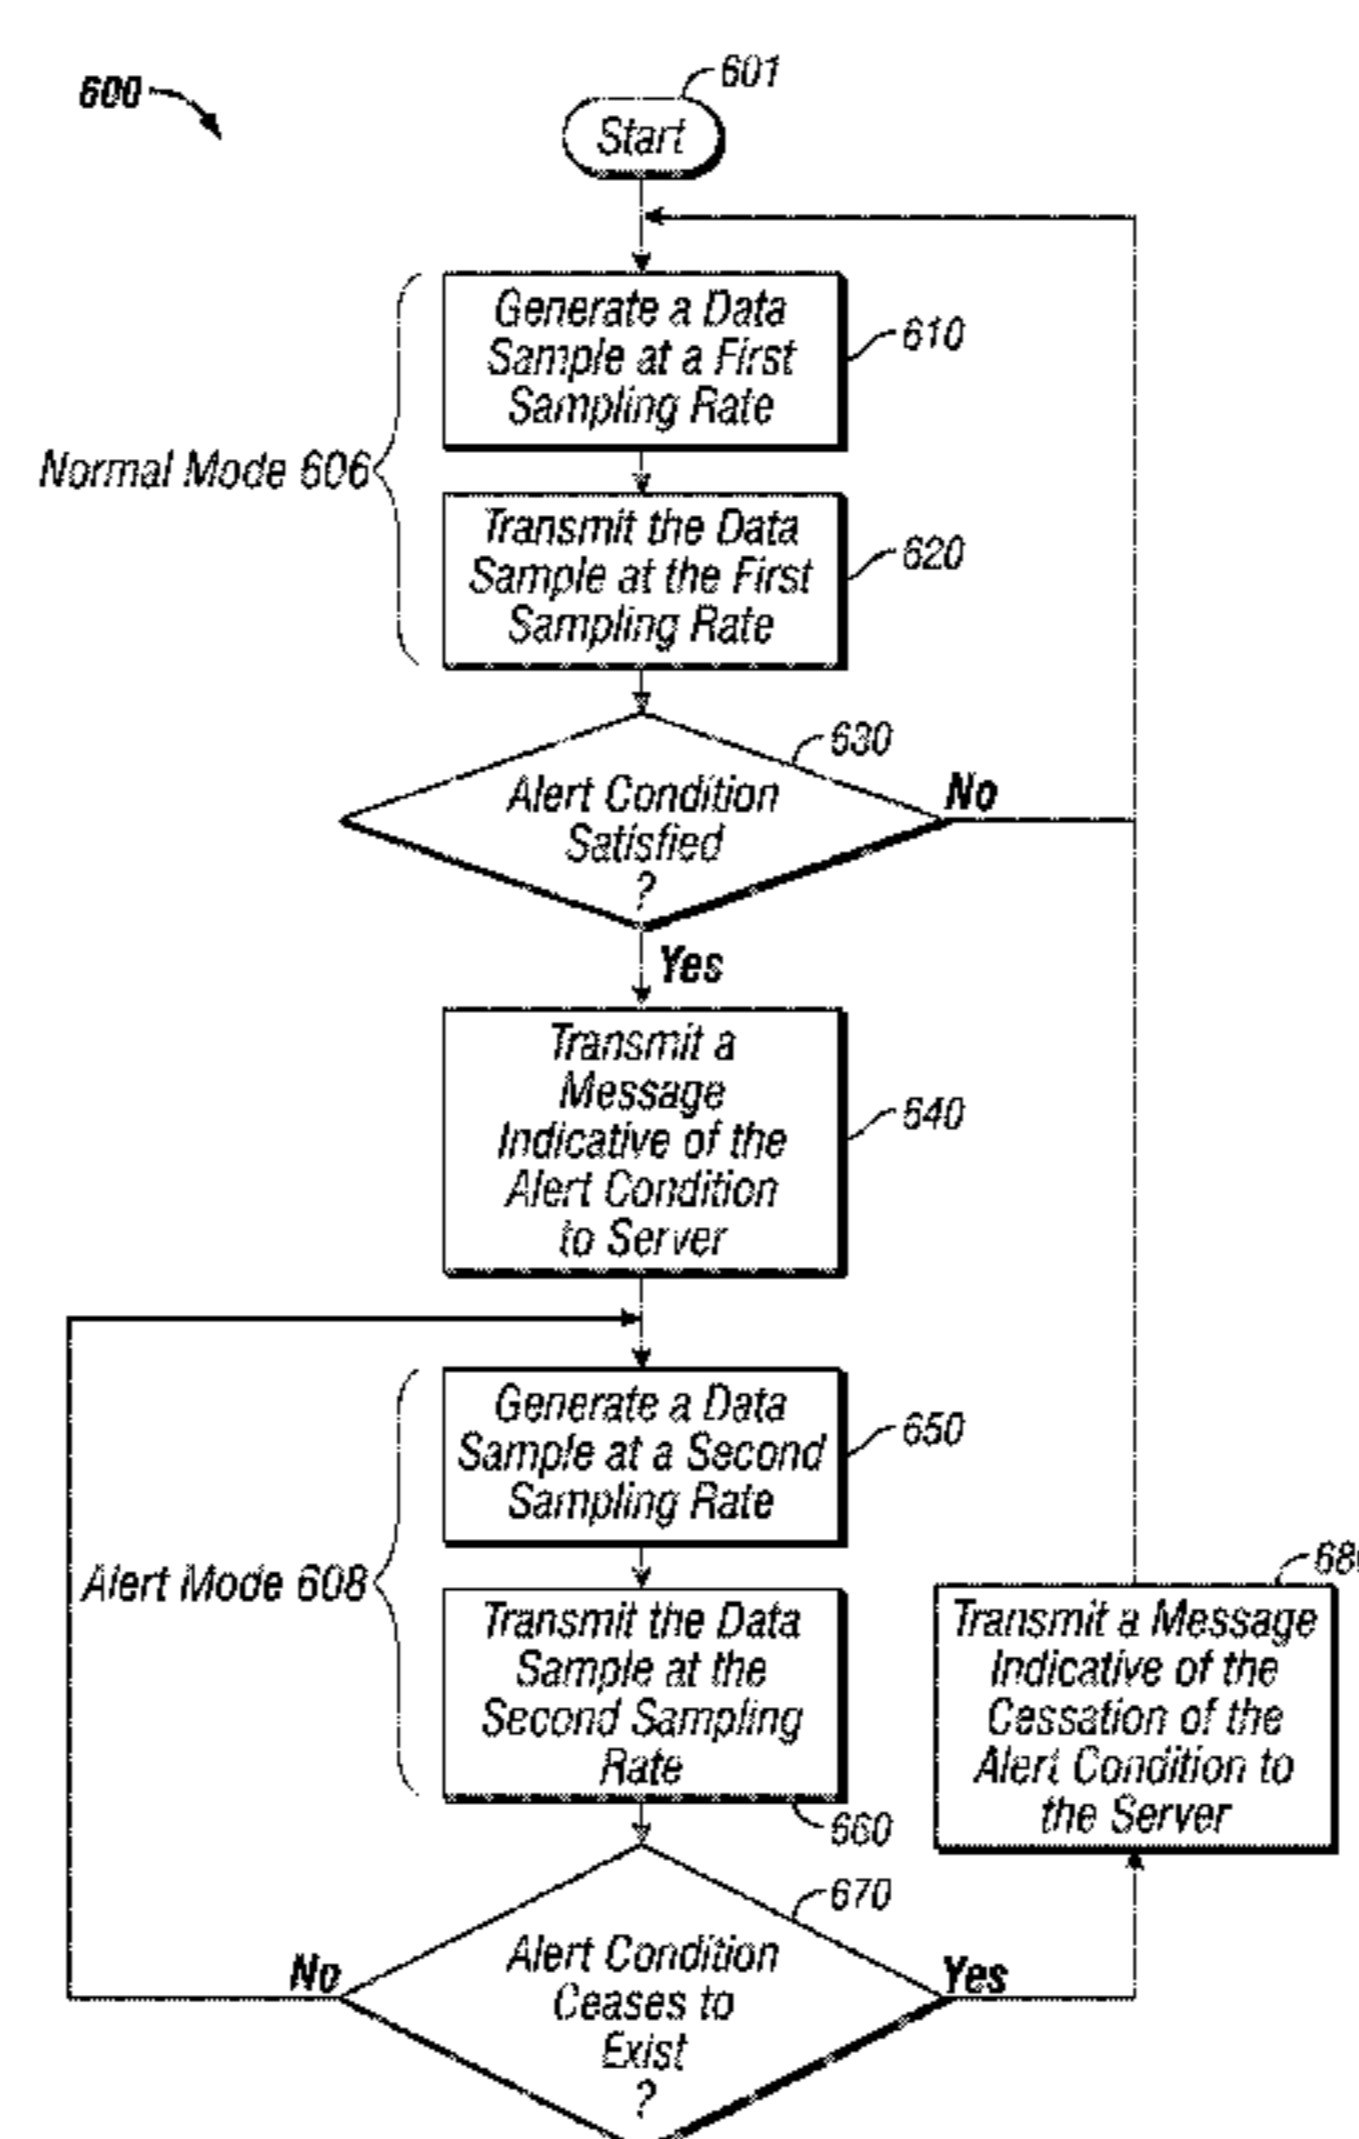 600
601
Start
Generate a Data
Sample at a First
Sampling Rate
610
Normal Mode 606
Transmit the Data
Sample at the First
Sampling Rate
620
630
Alert Condition
Satisfied
?
No
Yes
Transmit a
Message
Indicative of the
Alert Condition
to Server
640
Generate a Data
Sample at a Second
Sampling Rate
650
Alert Mode 608
Transmit the Data
Sample at the
Second Sampling
Rate
660
680
Transmit a Message
Indicative of the
Cessation of the
Alert Condition to
the Server
670
Alert Condition
Ceases to
Exist
?
No
Yes